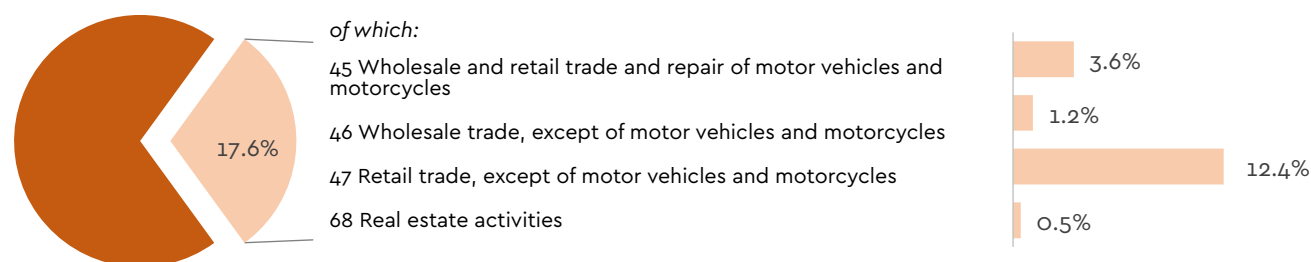 of which:
45 Wholesale and retail trade and repair of motor vehicles and
motorcycles
3.6%
46 Wholesale trade, except of motor vehicles and motorcycles
1.2%
17.6%
47 Retail trade, except of motor vehicles and motorcycles
12.4%
68 Real estate activities
0.5%